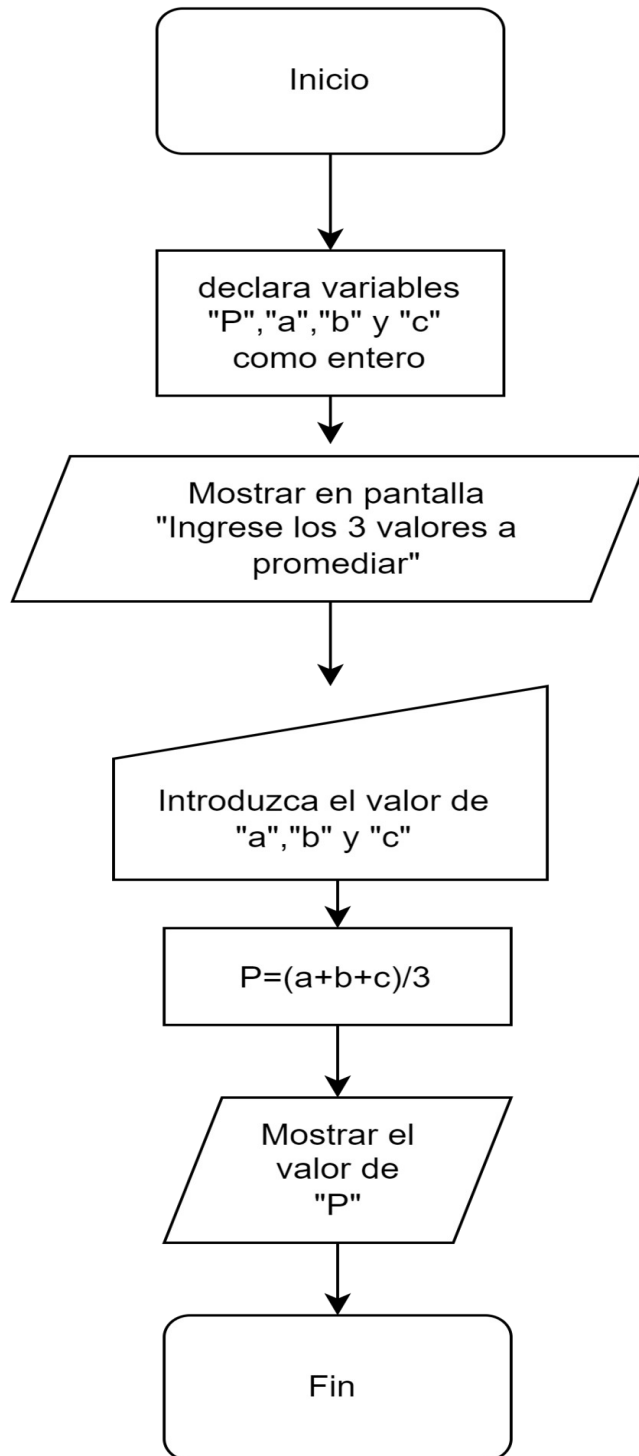 Inicio
declara variables
"P","a","b" y "c"
como entero
Mostrar en pantalla
"Ingrese los 3 valores a
promediar"
Introduzca el valor de
"a","b" y "c"
P=(a+b+c)/3
Mostrar el
valor de
"P"
Fin